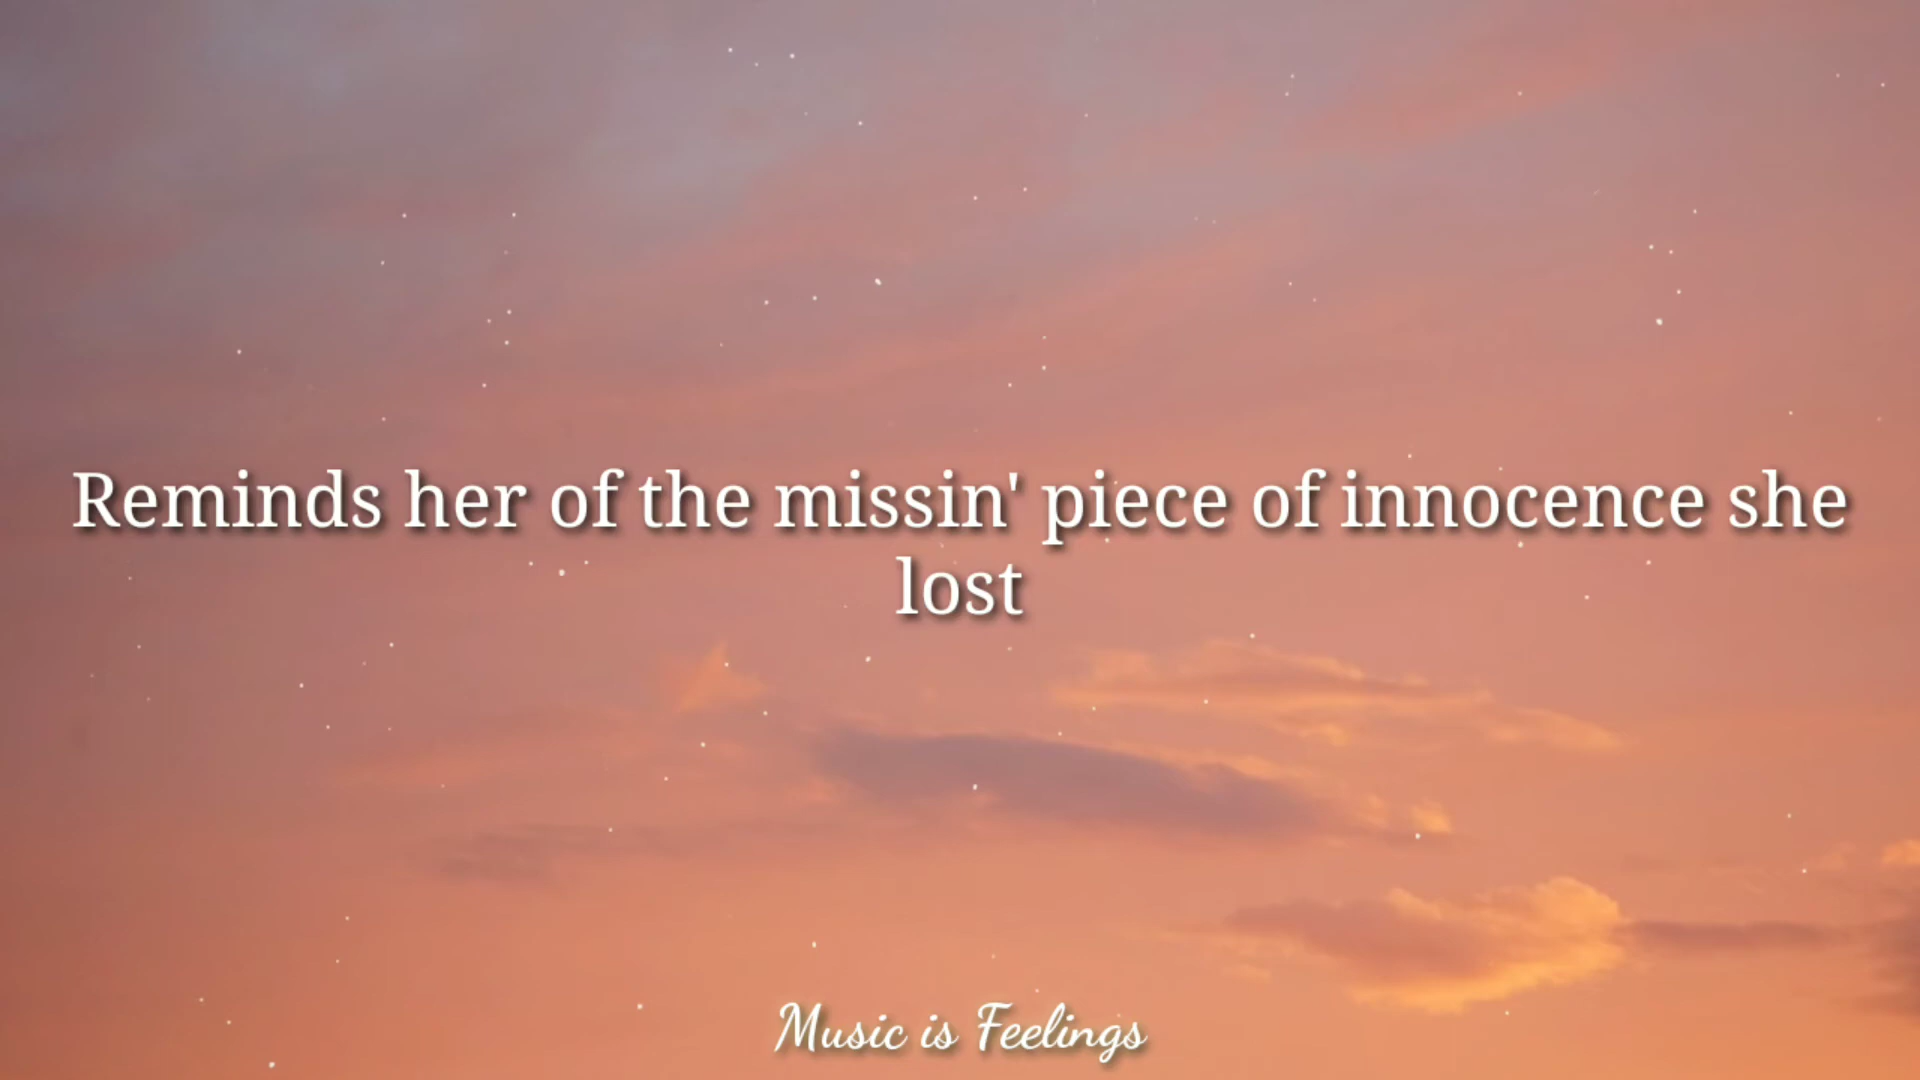 Reminds her of the missin' piece of innocence she
lost
Music is Feelings